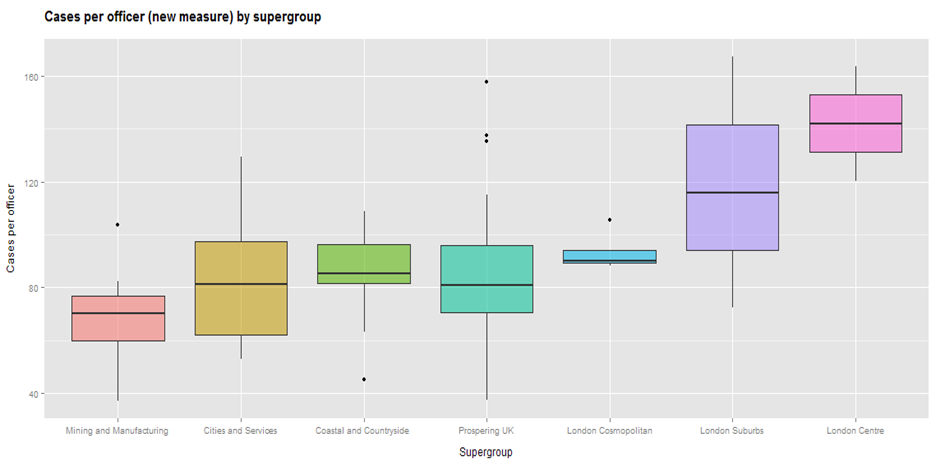 Cases per officer (new measure) by supergroup
Cases per officer
160
120
80
40
Mining and Manufacturing Cities and Services Coastal and Countryside Prospering UK London Cosmopolitan London Suburbs London Centre
Supergroup